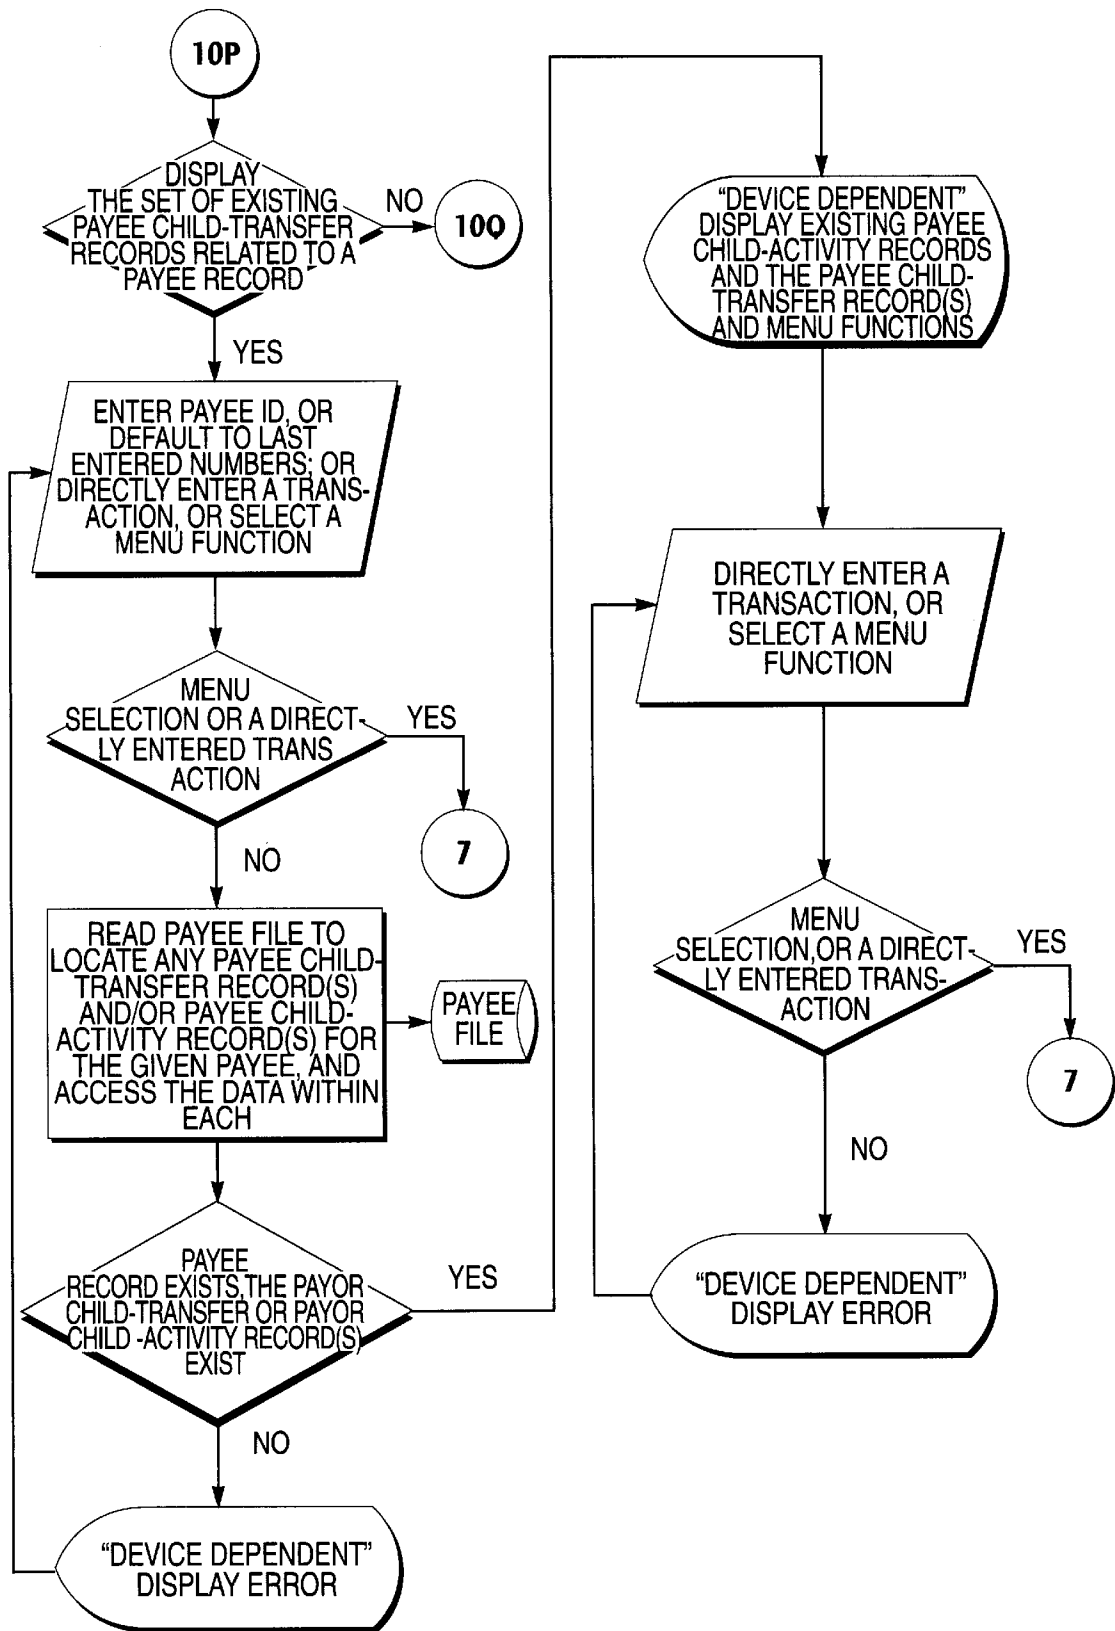 10P
DISPLAY
THE SET OF EXISTING
PAYEE CHILD-TRANSFER
RECORDS RELATED TO A
PAYEE RECORD
NO
10Q
YES
ENTER PAYEE ID, OR
DEFAULT TO LAST
ENTERED NUMBERS; OR
DIRECTLY ENTER A TRANS-
ACTION, OR SELECT A
MENU FUNCTION
MENU
SELECTION OR A DIRECT-
LY ENTERED TRANS
ACTION
YES
7
NO
READ PAYEE FILE TO
LOCATE ANY PAYEE CHILD-
TRANSFER RECORD(S)
AND/OR PAYEE CHILD-
ACTIVITY RECORD(S) FOR
THE GIVEN PAYEE, AND
ACCESS THE DATA WITHIN
EACH
PAYEE
FILE
PAYEE
RECORD EXISTS,THE PAYOR
CHILD-TRANSFER OR PAYOR
CHILD -ACTIVITY RECORD(S)
EXIST
YES
NO
“DEVICE DEPENDENT”
DISPLAY ERROR
“DEVICE DEPENDENT”
DISPLAY EXISTING PAYEE
CHILD-ACTIVITY RECORDS
AND THE PAYEE CHILD-
TRANSFER RECORD(S)
AND MENU FUNCTIONS
DIRECTLY ENTER A
TRANSACTION, OR
SELECT A MENU
FUNCTION
MENU
SELECTION,OR A DIRECT-
LY ENTERED TRANS-
ACTION
YES
7
NO
“DEVICE DEPENDENT”
DISPLAY ERROR